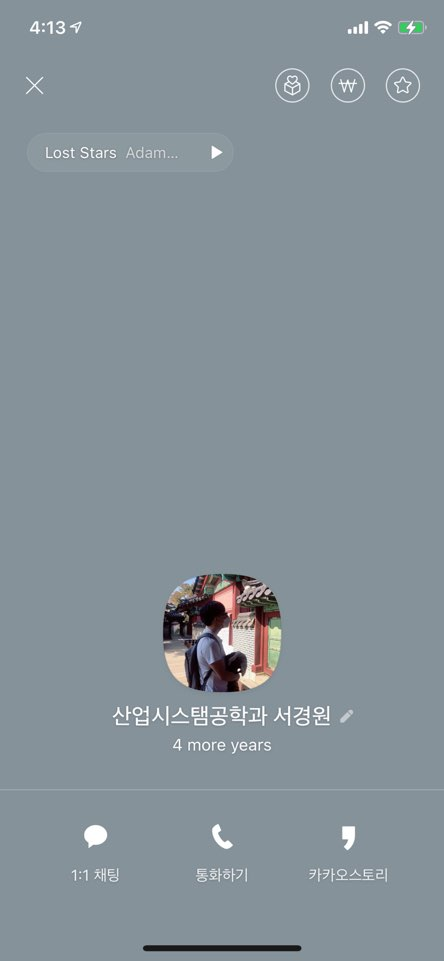 4:13
Lost Stars Adam...
산업시스탬공학과 서경원
4 more years
1:1 채팅 통화하기 카카오스토리